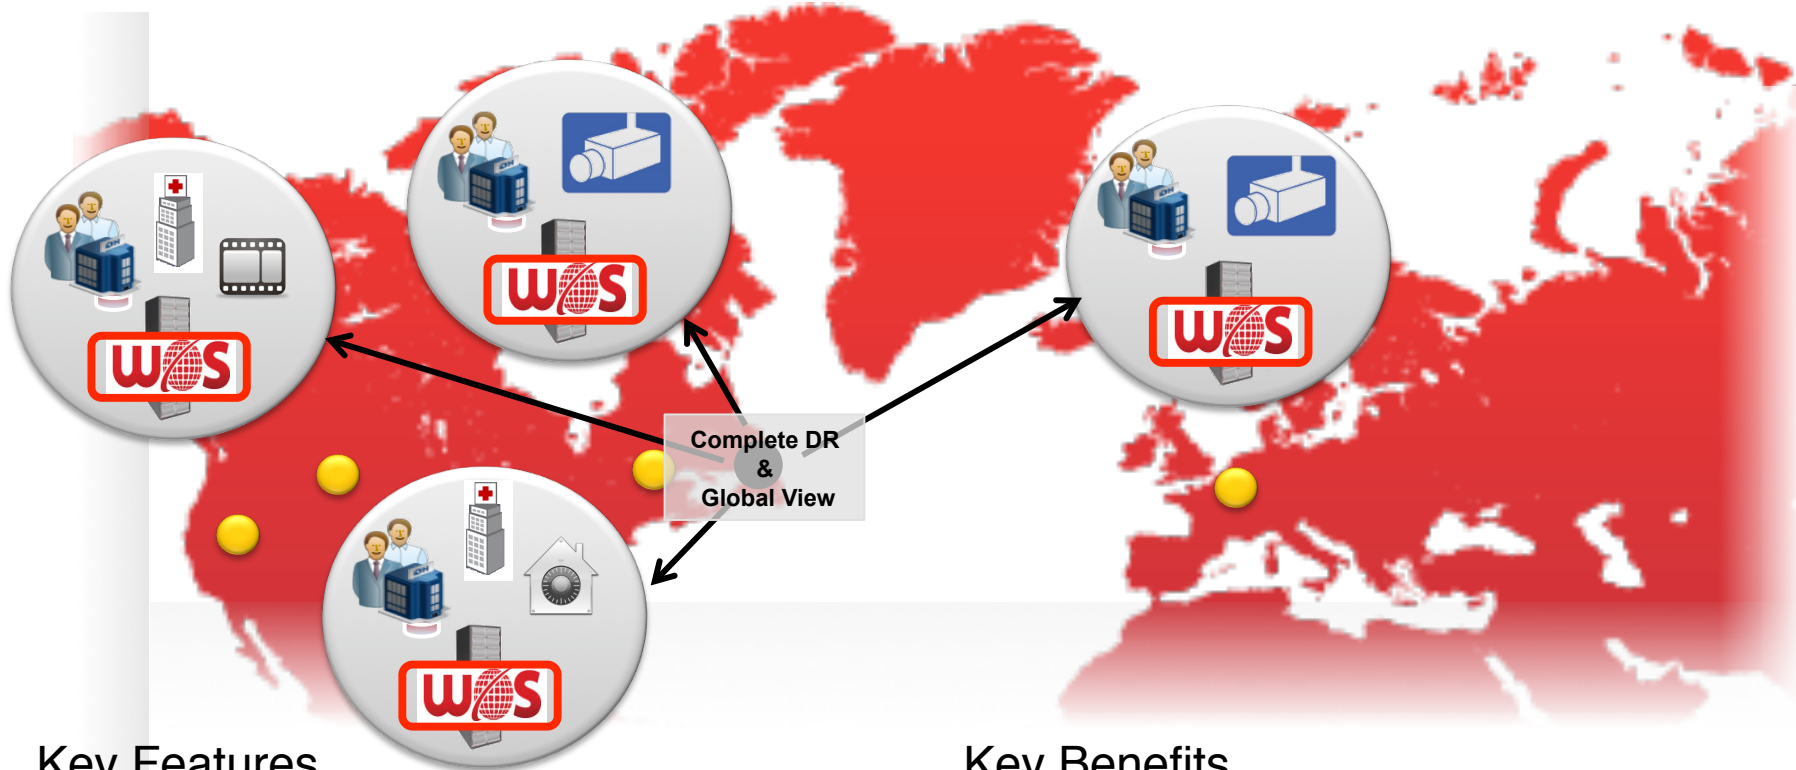 WOS
WOS
WOS
Complete DR
&
Global View
WOS
Key Features
Key Benefits